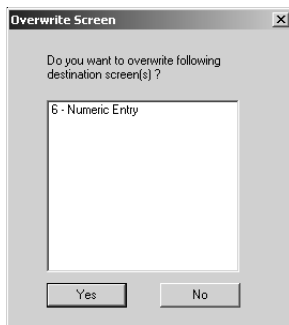 Overwrite Screen
Do you want to overwrite following
destination screen(s) ?
6 - Numeric Entry
Yes
No